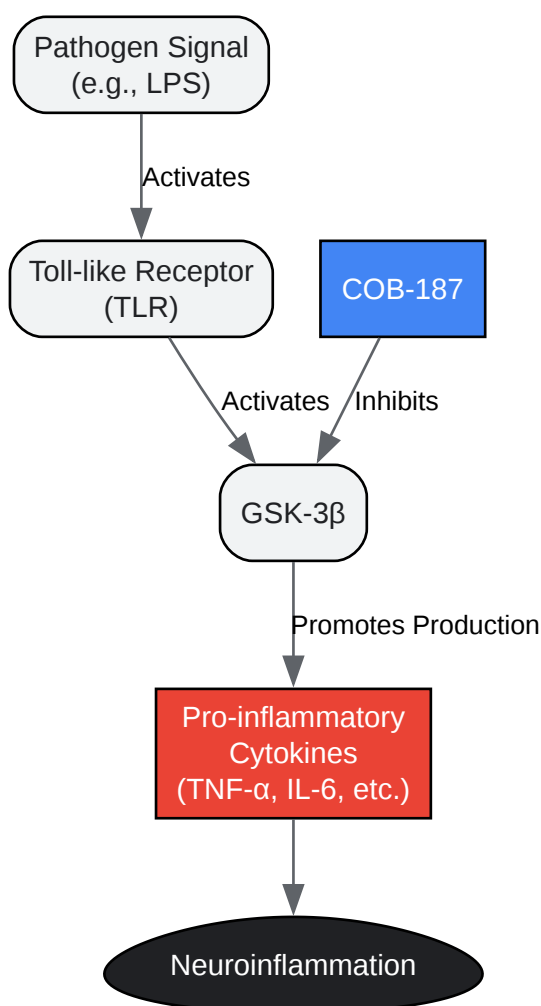 Pathogen Signal
(e.g., LPS)
Activates
Toll-like Receptor
(TLR)
COB-187
Activates
Inhibits
GSK-3β
Promotes Production
Pro-inflammatory
Cytokines
(TNF-α, IL-6, etc.)
Neuroinflammation